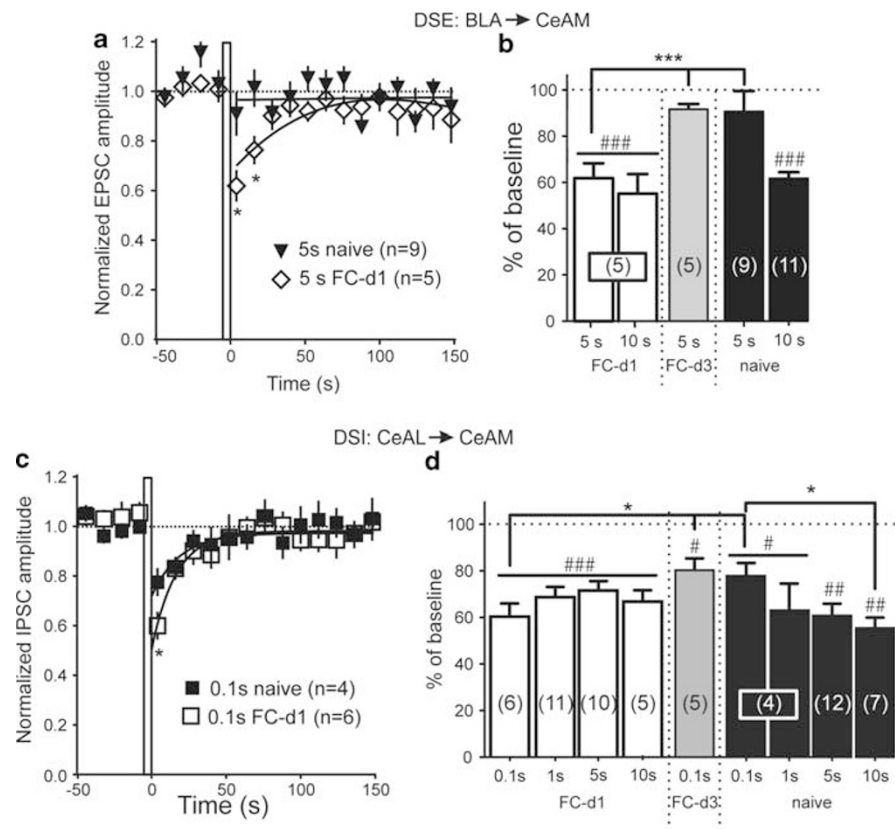 DSE: BLA → CeAM
a
1.2
1.0
0.8
0.6
0.4
0.2
0.0
Normalized EPSC amplitude
*
*
5s naive (n=9)
5 s FC-d1 (n=5)
-50 0 50 100 150
Time (s)
b
***
100
80
60
40
20
0
% of baseline
###
###
(5) (5) (9) (11)
5 s 10 s 5 s 5 s 10 s
FC-d1 FC-d3 naive
DSI: CeAL → CeAM
c
1.2
1.0
0.8
0.6
0.4
0.2
0.0
Normalized IPSC amplitude
*
0.1s naive (n=4)
0.1s FC-d1 (n=6)
-50 0 50 100 150
Time (s)
d
* *
100
80
60
40
20
0
% of baseline
### # # ## ##
(6) (11) (10) (5) (5) (4) (12) (7)
0.1s 1s 5s 10s 0.1s 0.1s 1s 5s 10s
FC-d1 FC-d3 naive